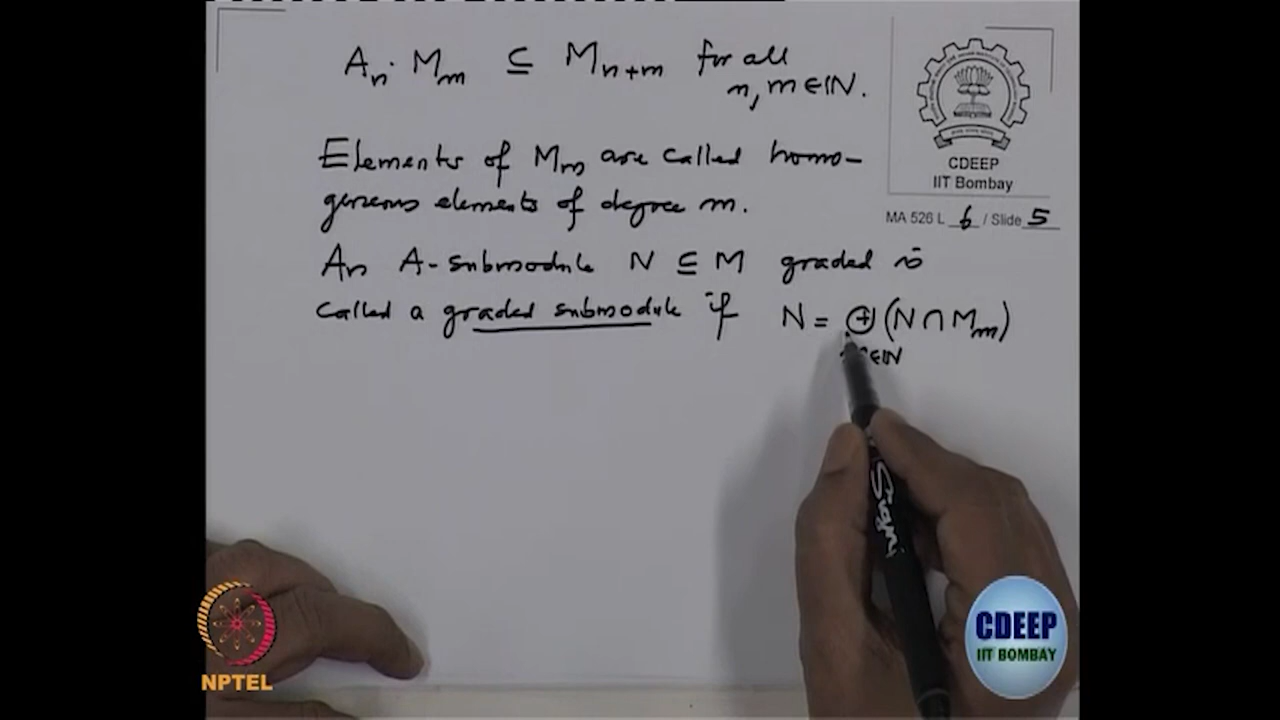 Aₙ · Mₘ ⊆ Mₙ₊ₘ for all
n, m ∈ ℕ.
Elements of Mₘ are called homo-
geneous elements of degree m.
An A-submodule N ⊆ M graded is
called a graded submodule if N = ⊕ (N ∩ Mₘ)
∈ ℕ
CDEEP
IIT Bombay
MA 526 L 6 / Slide 5
Signi
NPTEL
CDEEP
IIT BOMBAY